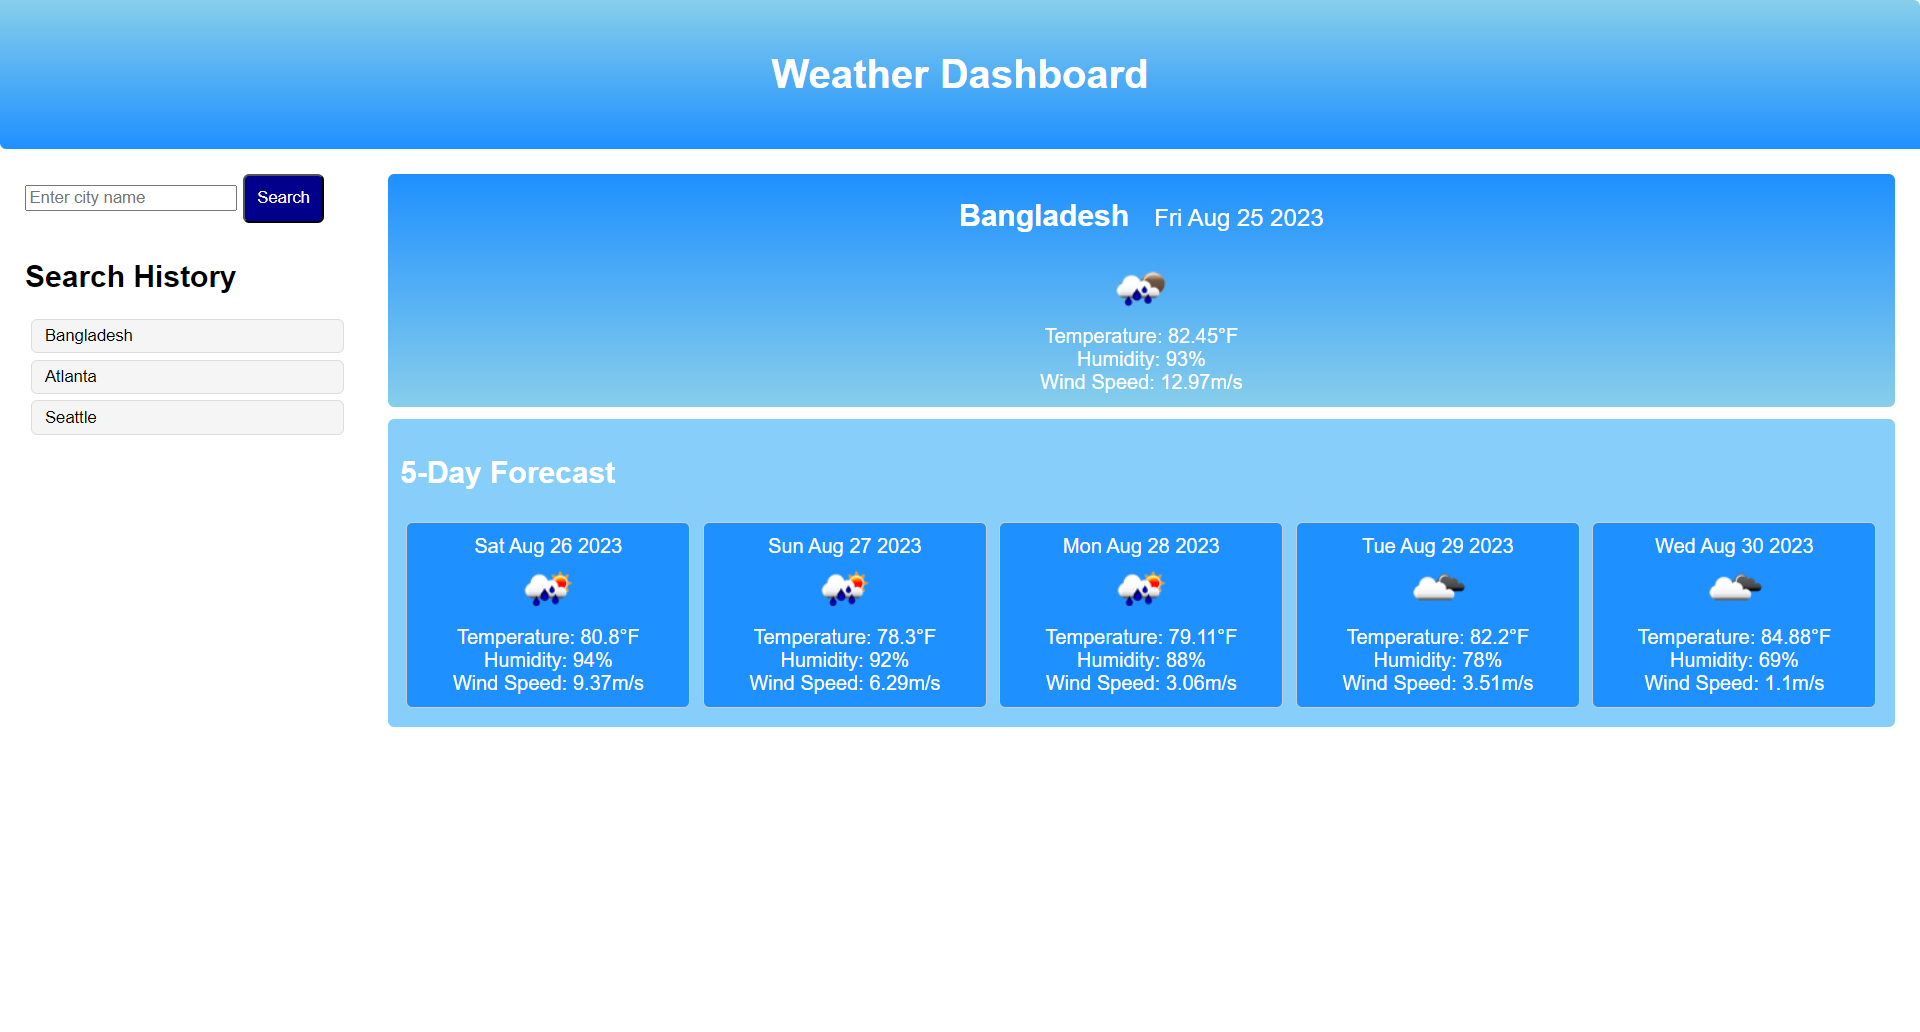 Weather Dashboard
Enter city name
Search
Search History
Bangladesh
Atlanta
Seattle
Bangladesh Fri Aug 25 2023
Temperature: 82.45°F
Humidity: 93%
Wind Speed: 12.97m/s
5-Day Forecast
Sat Aug 26 2023
Temperature: 80.8°F
Humidity: 94%
Wind Speed: 9.37m/s
Sun Aug 27 2023
Temperature: 78.3°F
Humidity: 92%
Wind Speed: 6.29m/s
Mon Aug 28 2023
Temperature: 79.11°F
Humidity: 88%
Wind Speed: 3.06m/s
Tue Aug 29 2023
Temperature: 82.2°F
Humidity: 78%
Wind Speed: 3.51m/s
Wed Aug 30 2023
Temperature: 84.88°F
Humidity: 69%
Wind Speed: 1.1m/s